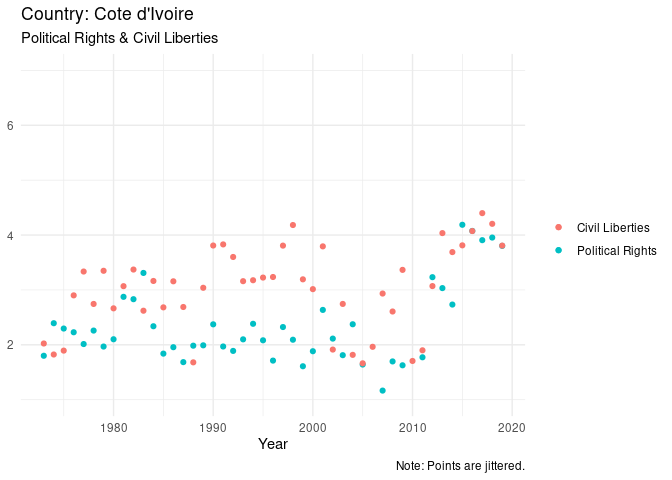 Country: Cote d'Ivoire
Political Rights & Civil Liberties
6
4
2
1980 1990 2000 2010 2020
Year
Civil Liberties
Political Rights
Note: Points are jittered.